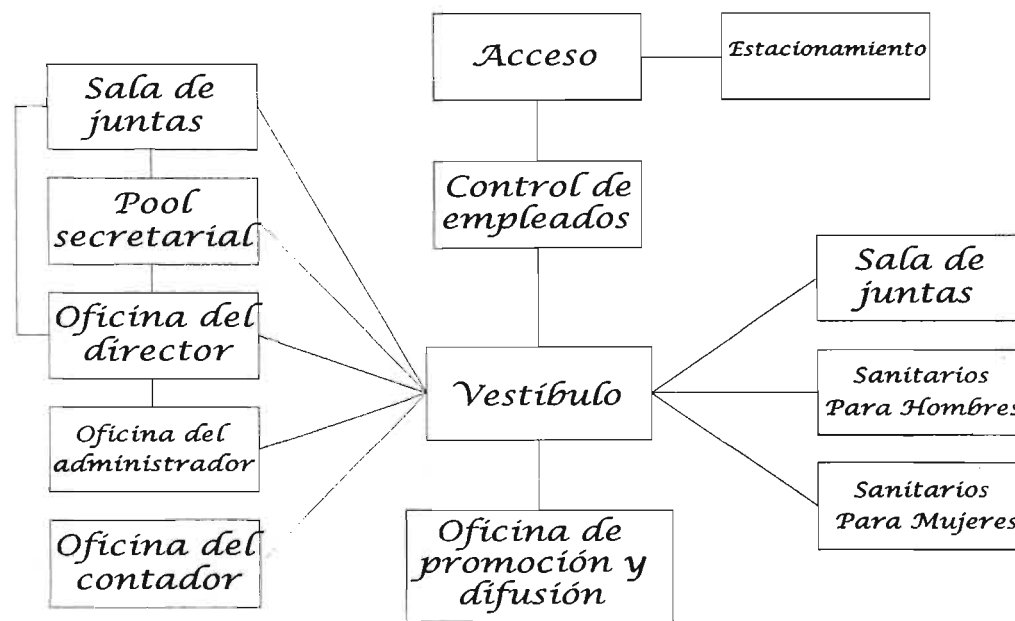 Acceso
Estacionamiento
Sala de
juntas
Pool
secretarial
Oficina del
director
Oficina del
administrador
Oficina del
contador
Control de
empleados
Vestíbulo
Oficina de
promoción y
difusión
Sala de
juntas
Sanitarios
Para Hombres
Sanitarios
Para Mujeres